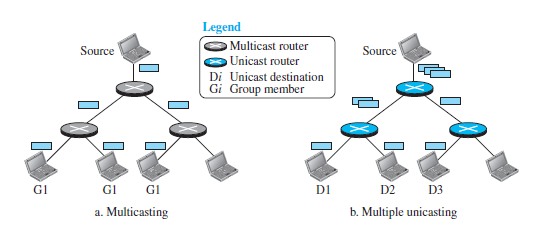 Legend
Source
Multicast router
Unicast router
Di Unicast destination
Gi Group member
Source
G1 G1 G1
D1 D2 D3
a. Multicasting
b. Multiple unicasting